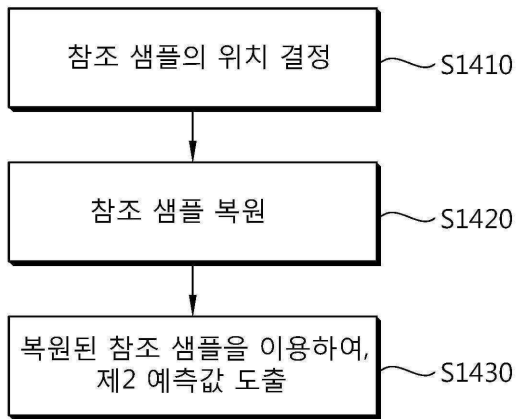 참조 샘플의 위치 결정
S1410
참조 샘플 복원
S1420
복원된 참조 샘플을 이용하여,
제2 예측값 도출
S1430